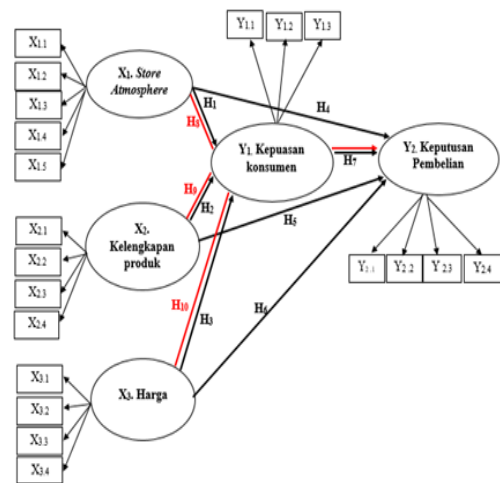 Y1.1
Y1.2
Y1.3
X1.1
X1.2
X1.3
X1.4
X1.5
X1. Store
Atmosphere
H1
H8
H4
Y1. Kepuasan
konsumen
H7
Y2. Keputusan
Pembelian
H9
H2
X2.1
X2.2
X2.3
X2.4
X2.
Kelengkapan
produk
H5
Y2.1
Y2.2
Y2.3
Y2.4
H10
H3
H6
X3.1
X3.2
X3.3
X3.4
X3. Harga